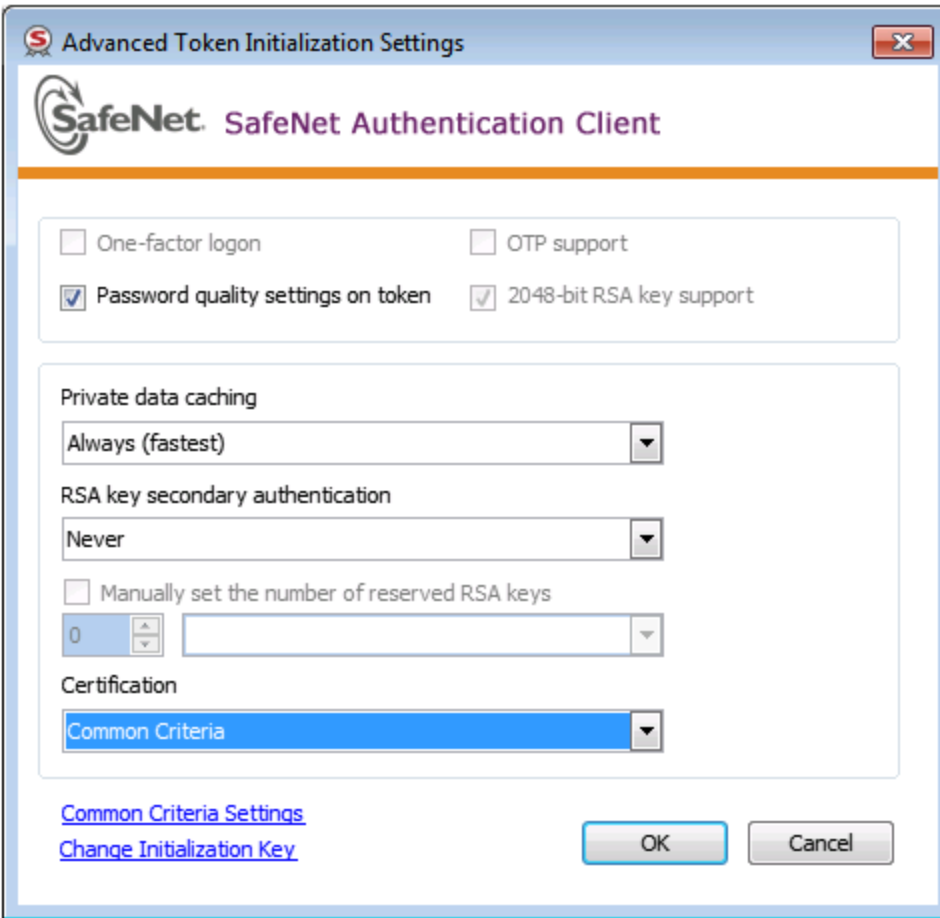 Advanced Token Initialization Settings
SafeNet. SafeNet Authentication Client
One-factor logon
OTP support
Password quality settings on token
2048-bit RSA key support
Private data caching
Always (fastest)
RSA key secondary authentication
Never
Manually set the number of reserved RSA keys
0
Certification
Common Criteria
Common Criteria Settings
Change Initialization Key
OK
Cancel